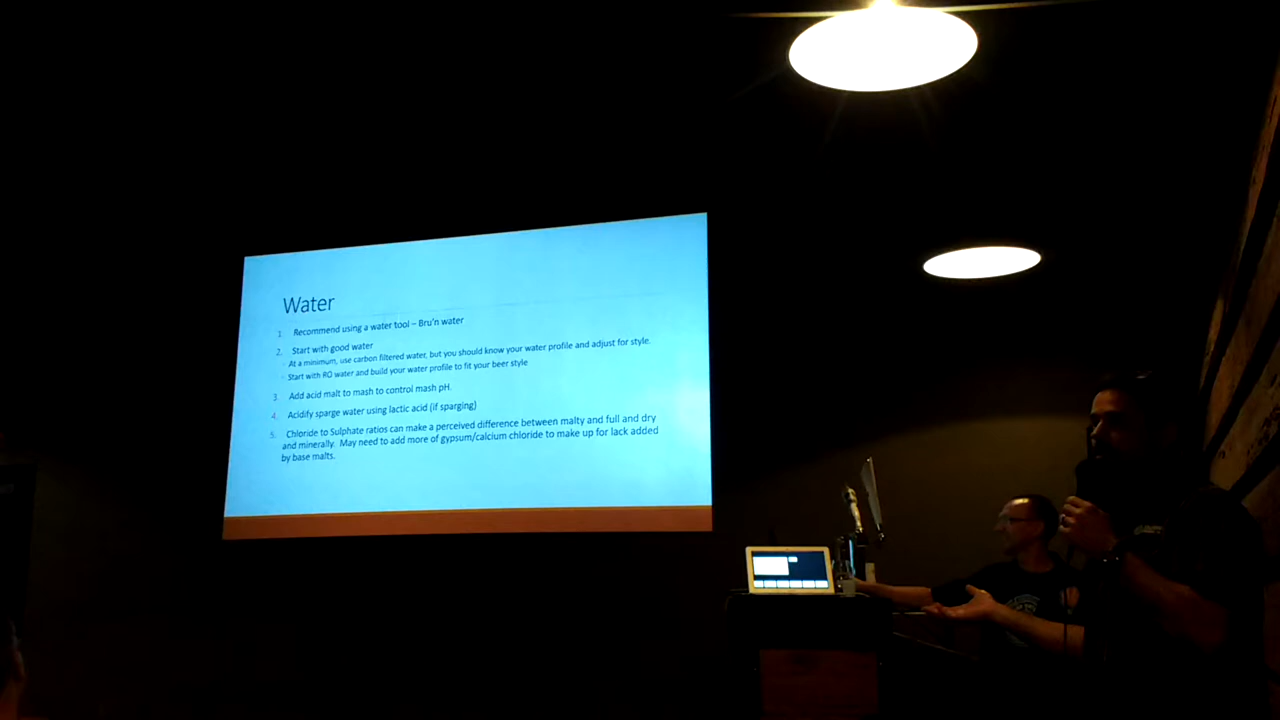 Water
1. Recommend using a water tool – Bru'n water
2. Start with good water
At a minimum, use carbon filtered water, but you should know your water profile and adjust for style.
Start with RO water and build your water profile to fit your beer style
3. Add acid malt to mash to control mash pH.
4. Acidify sparge water using lactic acid (if sparging)
5. Chloride to Sulphate ratios can make a perceived difference between malty and full and dry
and minerally. May need to add more of gypsum/calcium chloride to make up for lack added
by base malts.